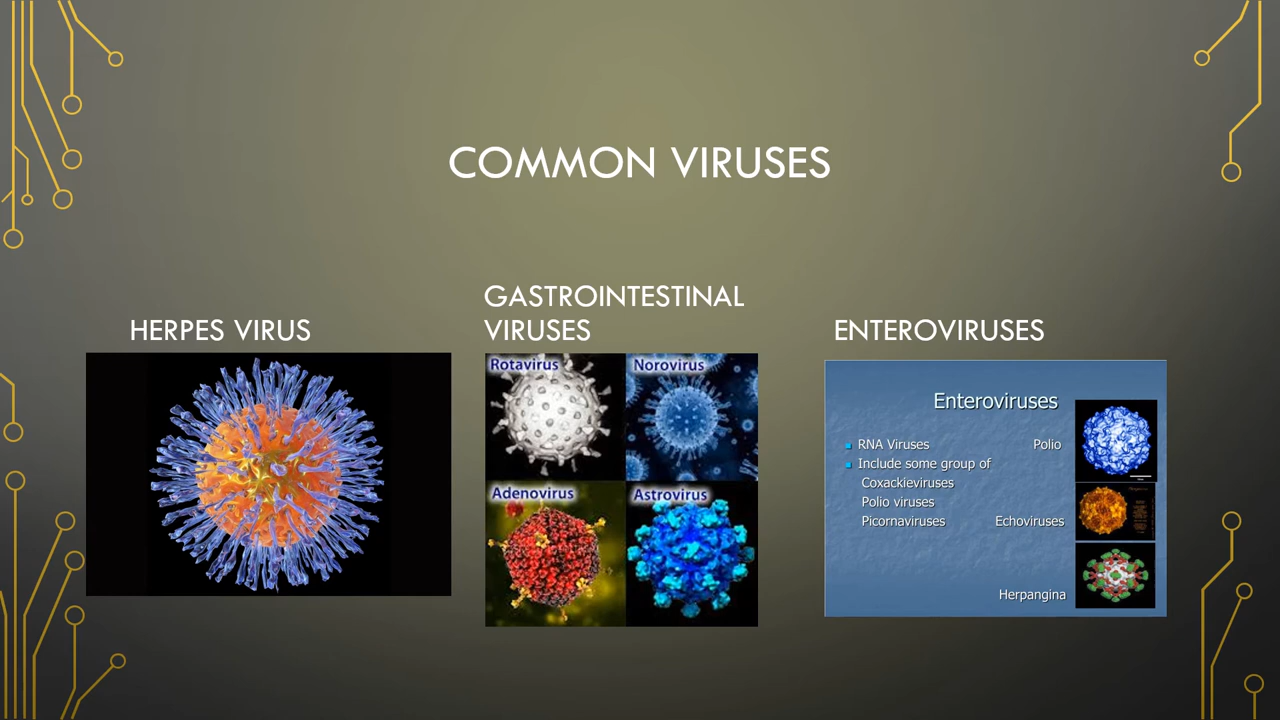 COMMON VIRUSES
HERPES VIRUS
GASTROINTESTINAL
VIRUSES
ENTEROVIRUSES
Rotavirus
Norovirus
Adenovirus
Astrovirus
Enteroviruses
RNA Viruses
Polio
Include some group of
Coxackieviruses
Polio viruses
Picornaviruses
Echoviruses
Herpangina